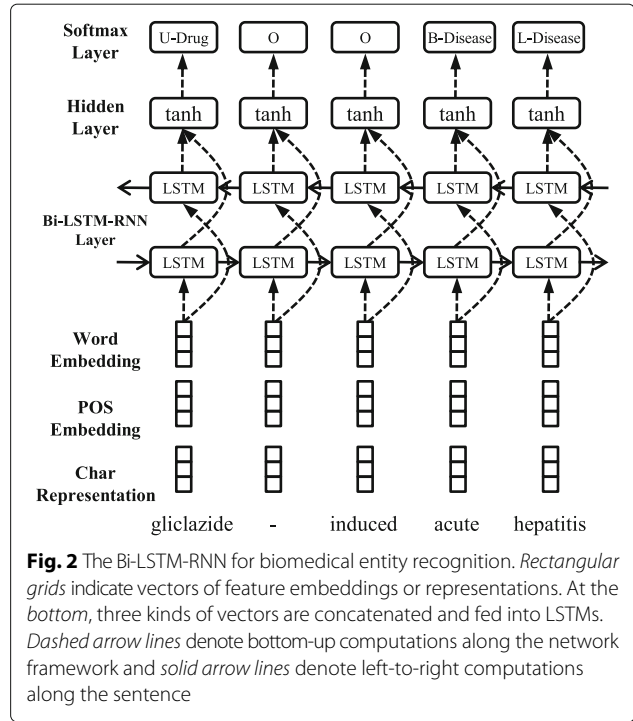 Softmax Layer U-Drug O O B-Disease L-Disease
Hidden Layer tanh tanh tanh tanh tanh
LSTM LSTM LSTM LSTM LSTM
Bi-LSTM-RNN Layer
LSTM LSTM LSTM LSTM LSTM
Word Embedding
POS Embedding
Char Representation
gliclazide - induced acute hepatitis
Fig. 2 The Bi-LSTM-RNN for biomedical entity recognition. Rectangular
grids indicate vectors of feature embeddings or representations. At the
bottom, three kinds of vectors are concatenated and fed into LSTMs.
Dashed arrow lines denote bottom-up computations along the network
framework and solid arrow lines denote left-to-right computations
along the sentence